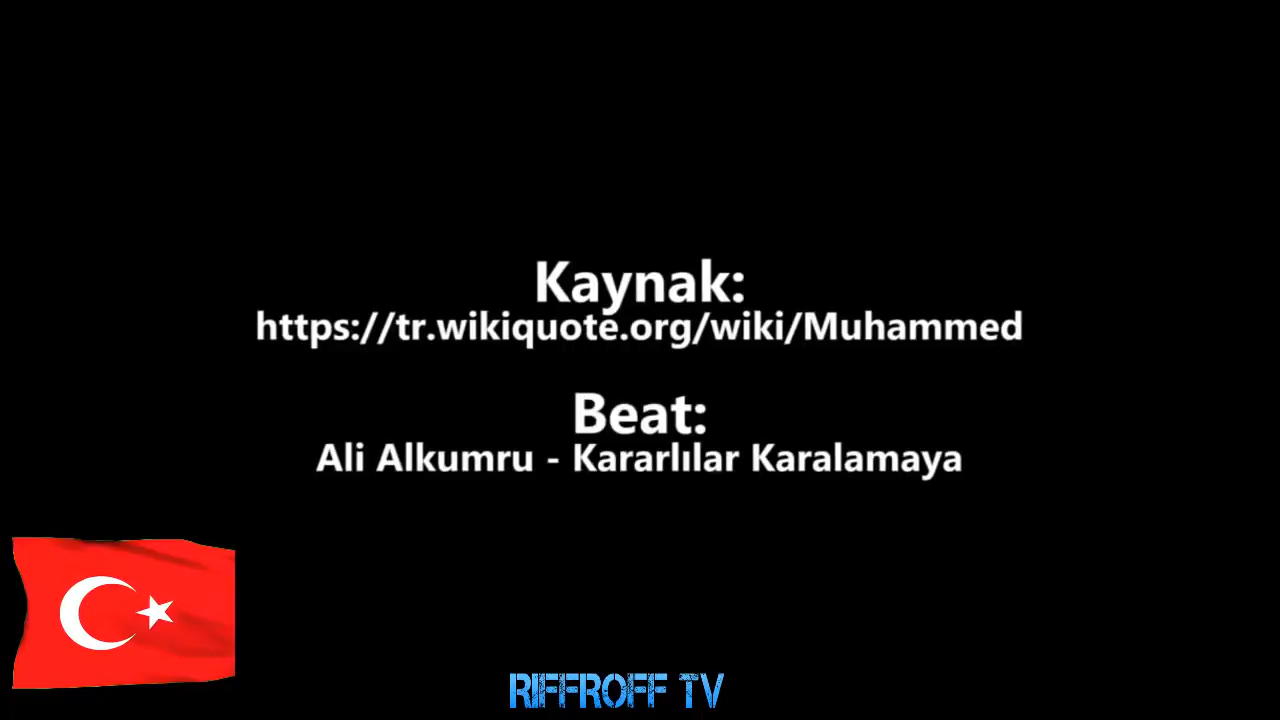 Kaynak:
https://tr.wikiquote.org/wiki/Muhammed
Beat:
Ali Alkumru - Kararlılar Karalamaya
RIFFROFF TV